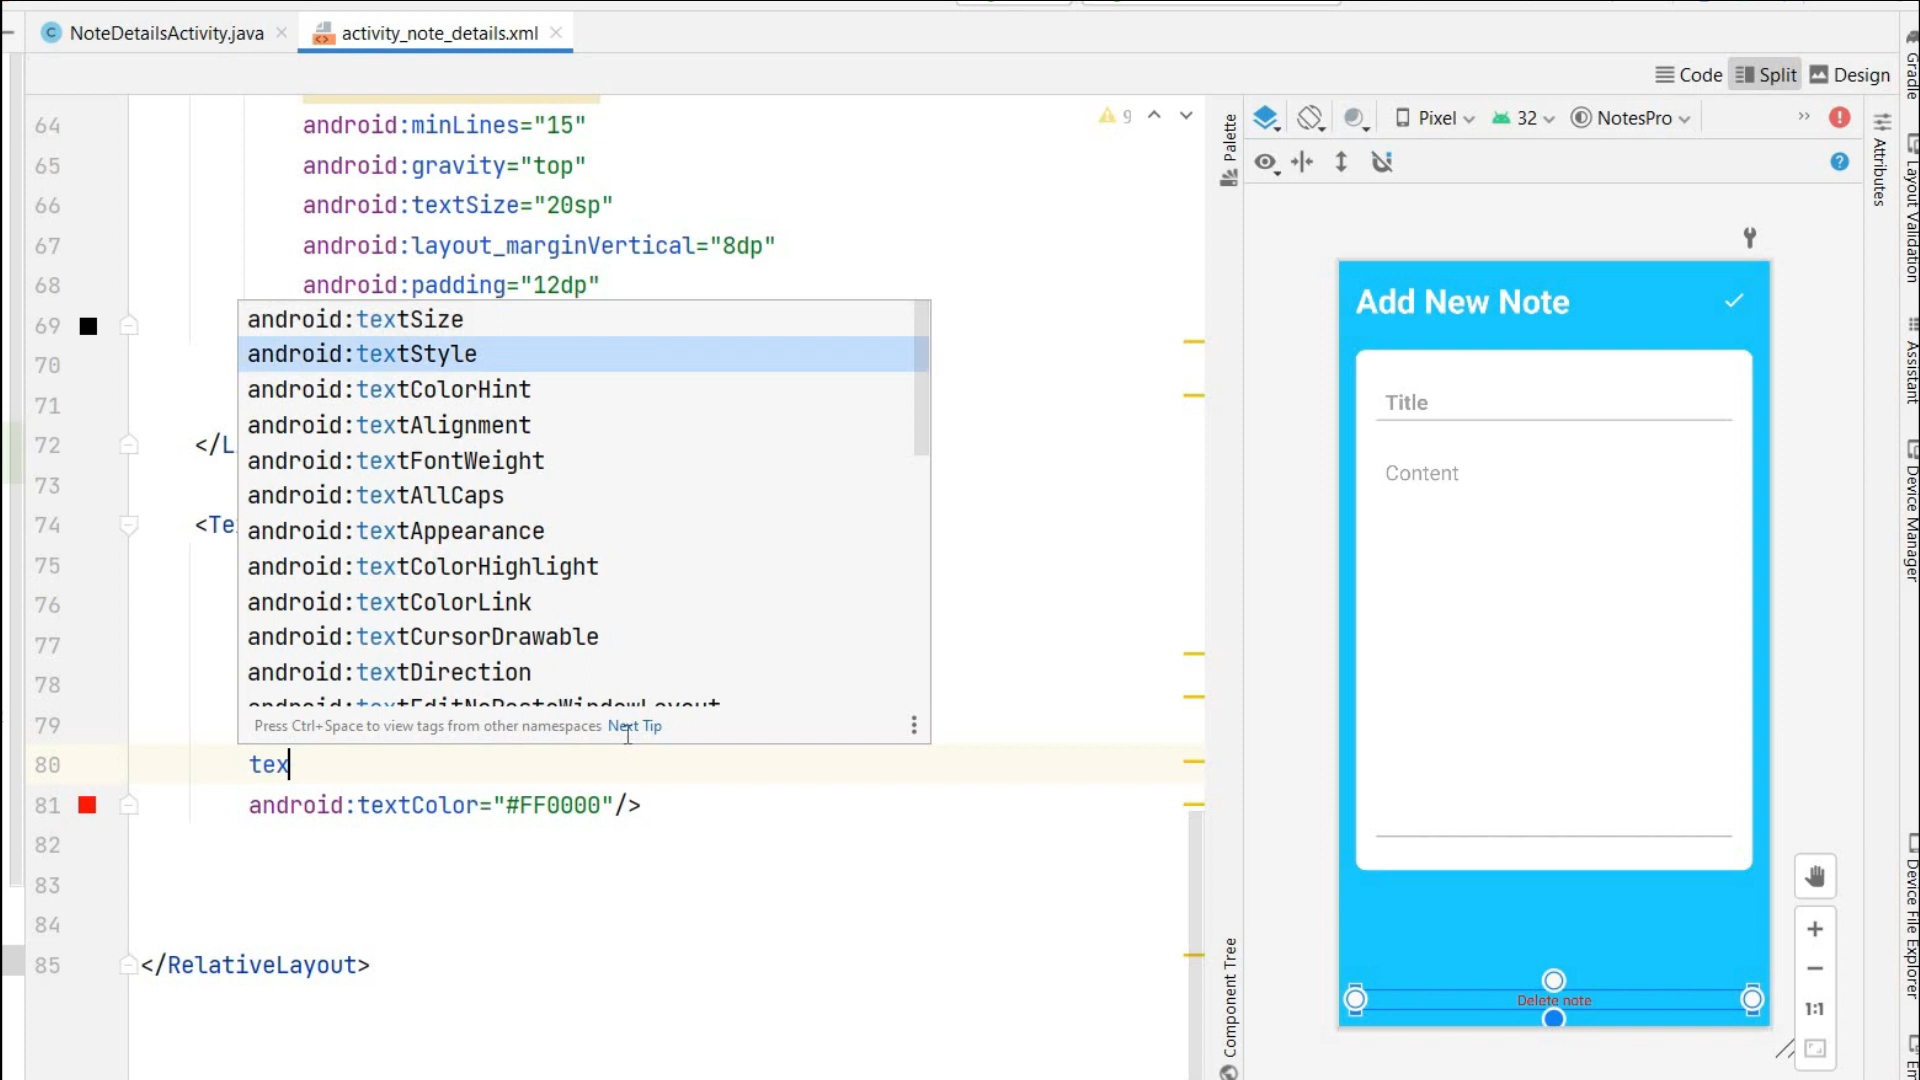 NoteDetailsActivity.java
activity_note_details.xml
Code
Split
Design
64
android:minLines="15"
65
android:gravity="top"
66
android:textSize="20sp"
67
android:layout_marginVertical="8dp"
68
android:padding="12dp"
69
70
71
72
</L
73
74
<Te
75
76
77
78
79
80
tex
81
android:textColor="#FF0000"/>
82
83
84
85
</RelativeLayout>
android:textSize
android:textStyle
android:textColorHint
android:textAlignment
android:textFontWeight
android:textAllCaps
android:textAppearance
android:textColorHighlight
android:textColorLink
android:textCursorDrawable
android:textDirection
android:textEditNoPasteWindowLayout
Press Ctrl+Space to view tags from other namespaces Next Tip
9
Palette
Component Tree
Pixel
32
NotesPro
Add New Note
Title
Content
Delete note
1:1
Attributes
Gradle
Layout Validation
Assistant
Device Manager
Device File Explorer
Em